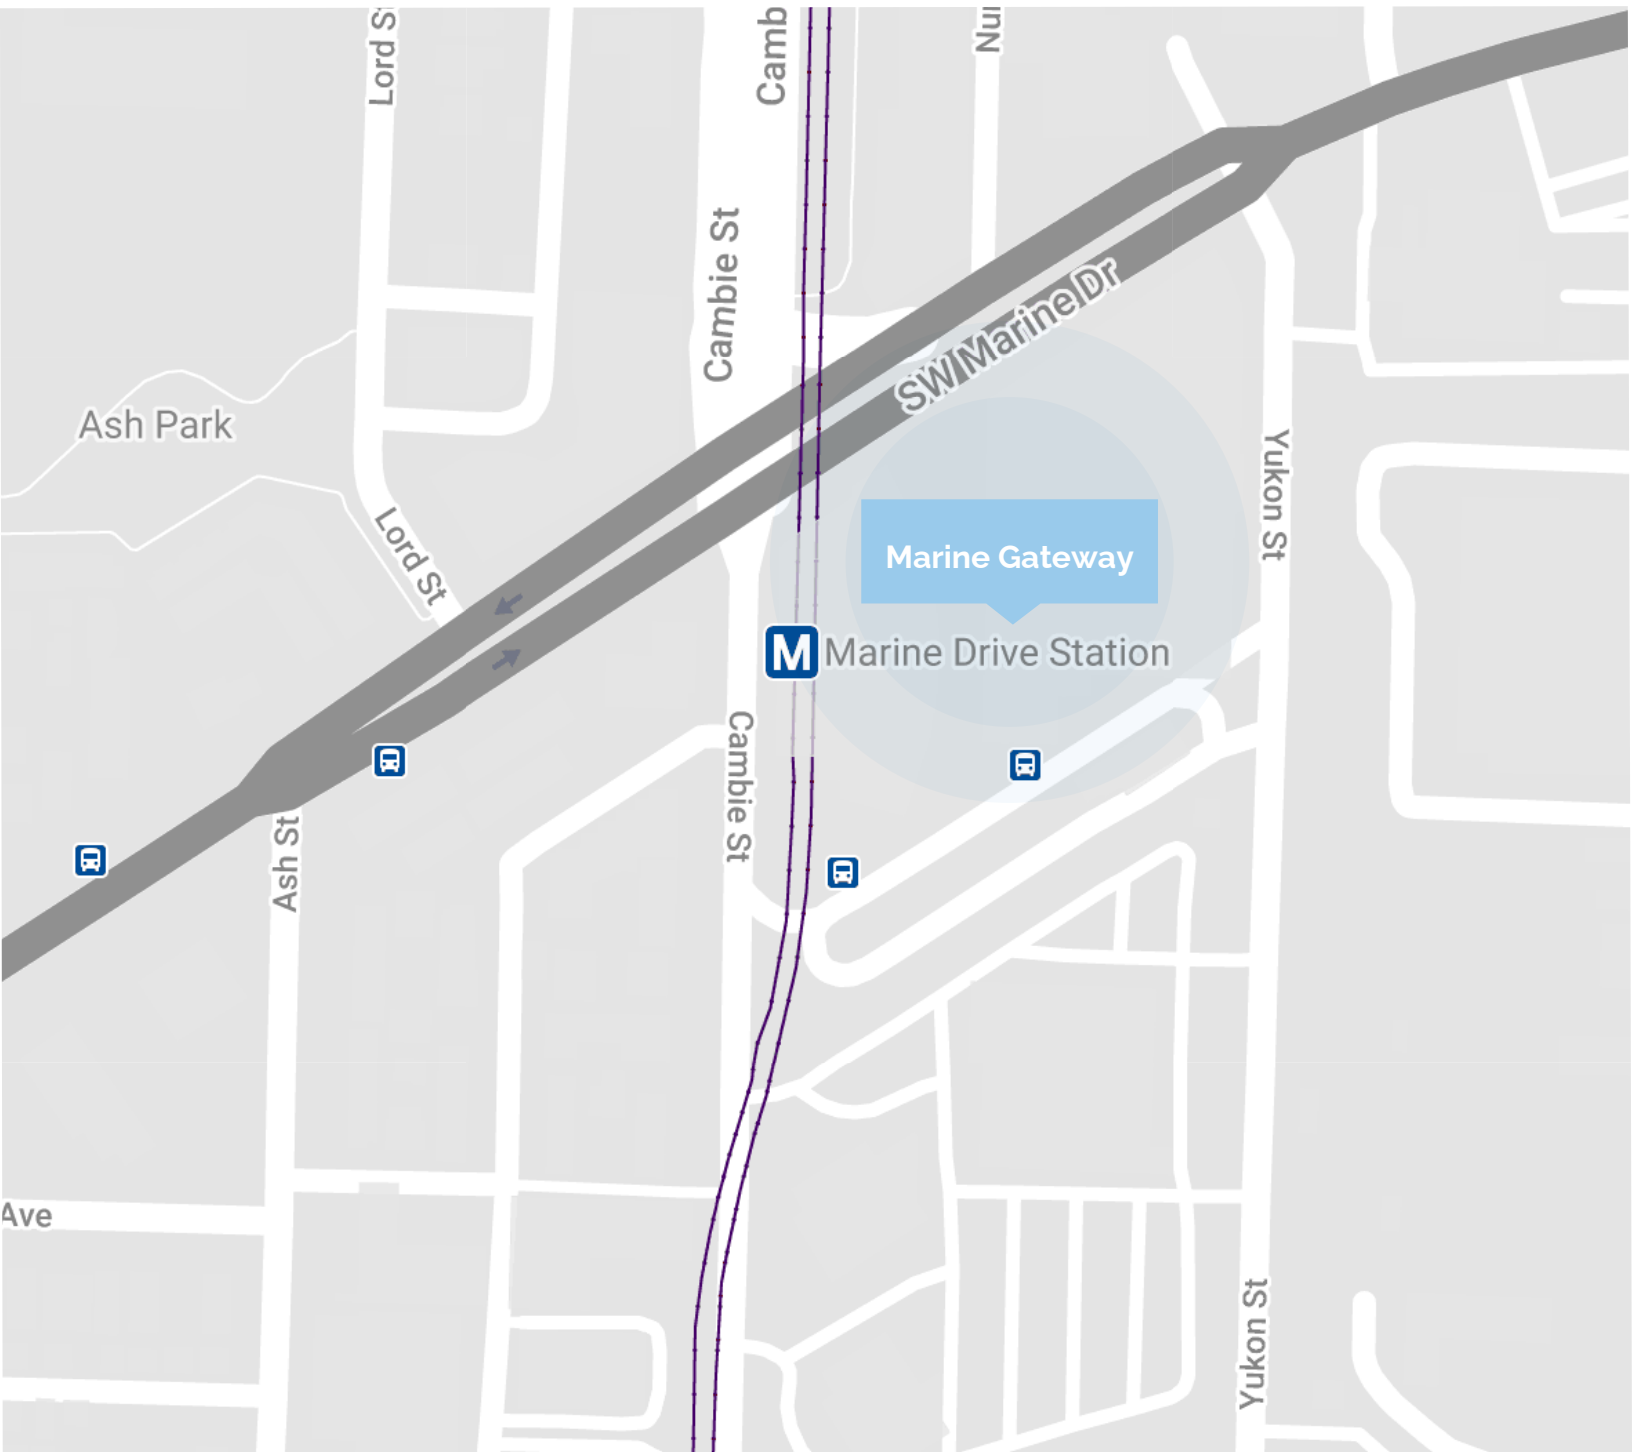 Lord St
Camb
Nun
Cambie St
SW Marine Dr
Ash Park
Yukon St
Lord St
Marine Gateway
M
Marine Drive Station
Cambie St
Ash St
Ave
Yukon St